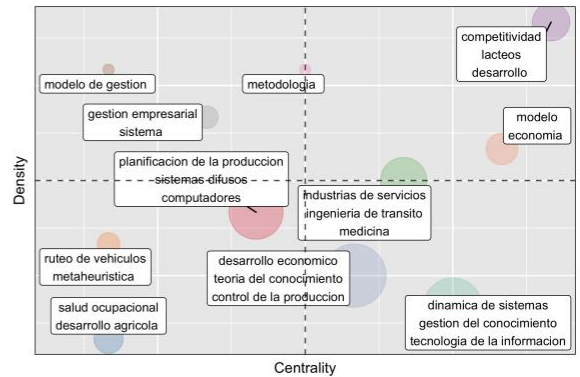 competitividad
lacteos
desarrollo
modelo de gestion
metodologia
gestion empresarial
sistema
modelo
economia
planificacion de la produccion
sistemas difusos
computadores
industrias de servicios
ingenieria de transito
medicina
ruteo de vehiculos
metaheuristica
desarrollo economico
teoria del conocimiento
control de la produccion
salud ocupacional
desarrollo agricola
dinamica de sistemas
gestion del conocimiento
tecnologia de la informacion
Density
Centrality